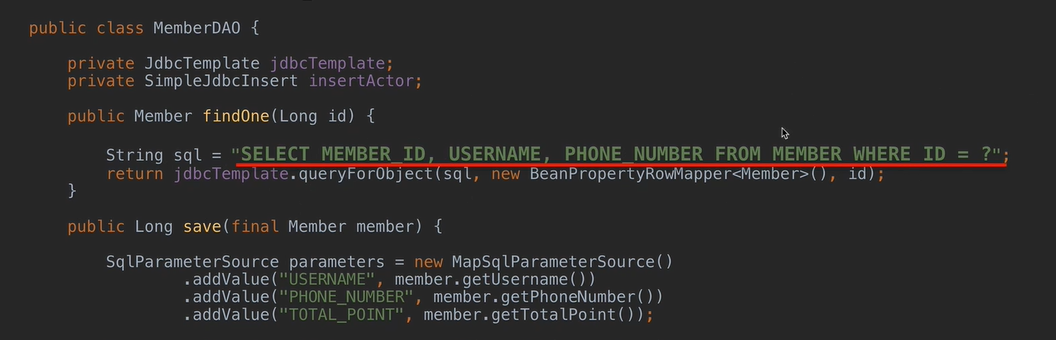 public class MemberDAO {
private JdbcTemplate jdbcTemplate;
private SimpleJdbcInsert insertActor;
public Member findOne(Long id) {
String sql = "SELECT MEMBER_ID, USERNAME, PHONE_NUMBER FROM MEMBER WHERE ID = ?";
return jdbcTemplate.queryForObject(sql, new BeanPropertyRowMapper<Member>(), id);
}
public Long save(final Member member) {
SqlParameterSource parameters = new MapSqlParameterSource()
.addValue("USERNAME", member.getUsername())
.addValue("PHONE_NUMBER", member.getPhoneNumber())
.addValue("TOTAL_POINT", member.getTotalPoint());